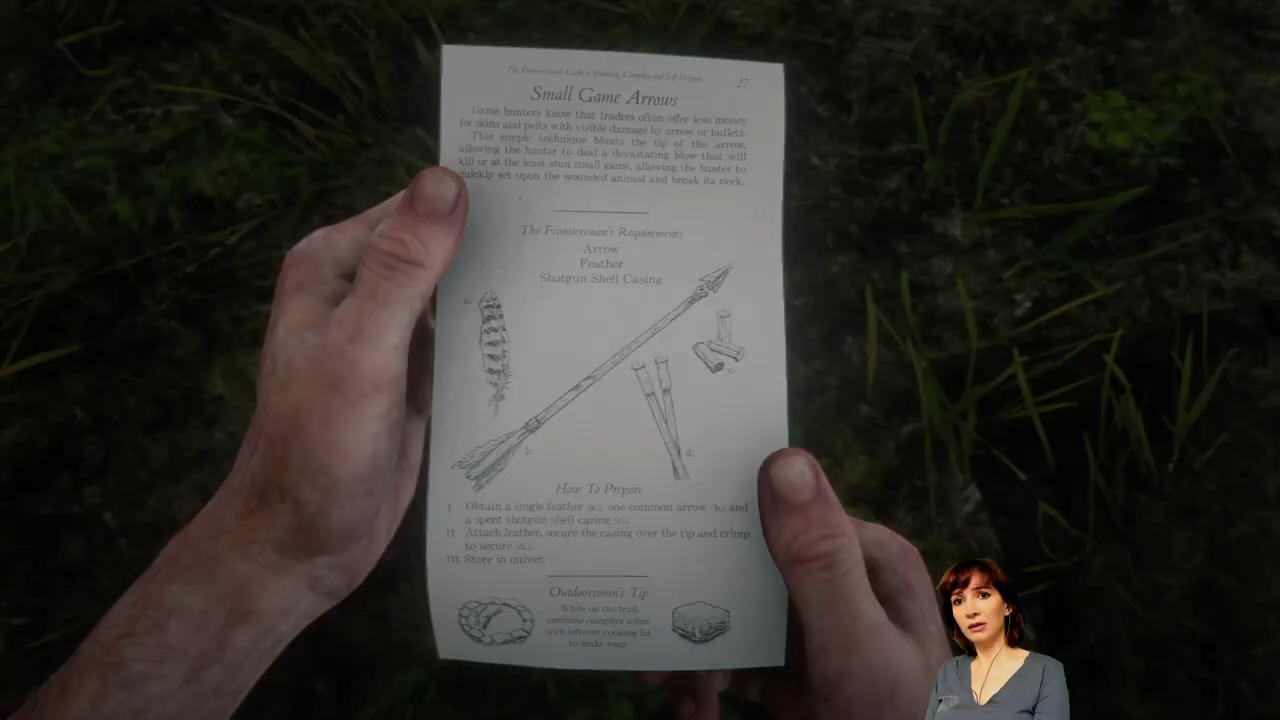 The Frontiersman's Guide to Hunting, Camping and Self Defense
27
Small Game Arrows
Game hunters know that traders often offer less money
for skins and pelts with visible damage by arrow or bullets.
This simple technique blunts the tip of the arrow,
allowing the hunter to deal a devastating blow that will
kill or at the least stun small game, allowing the hunter to
quickly set upon the wounded animal and break its neck.
The Frontiersman's Requirements
Arrow
Feather
Shotgun Shell Casing
a.
c.
b.
d.
How To Prepare
I. Obtain a single feather (a.), one common arrow (b.) and
a spent shotgun shell casing (c.).
II. Attach feather, secure the casing over the tip and crimp
to secure (d.).
III. Store in quiver.
Outdoorsman's Tip
While on the trail,
combine campfire ashes
with leftover cooking fat
to make soap.